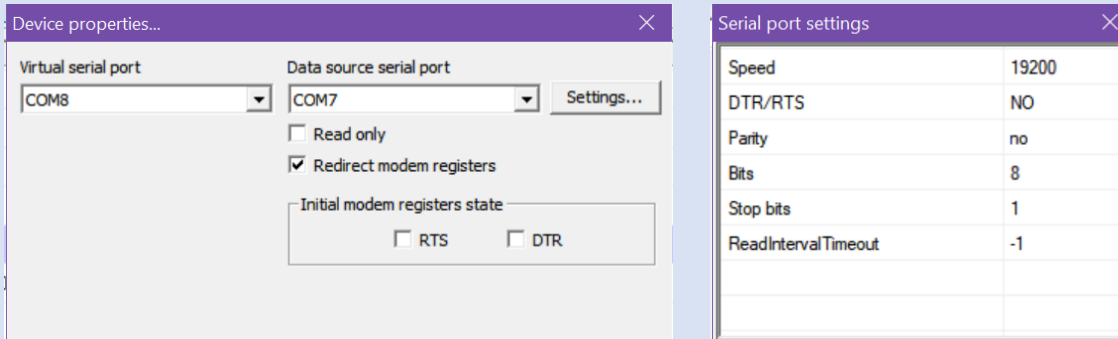 Device properties...
Virtual serial port
COM8
Data source serial port
COM7
Settings...
Read only
Redirect modem registers
Initial modem registers state
RTS
DTR
Serial port settings
Speed 19200
DTR/RTS NO
Parity no
Bits 8
Stop bits 1
ReadIntervalTimeout -1